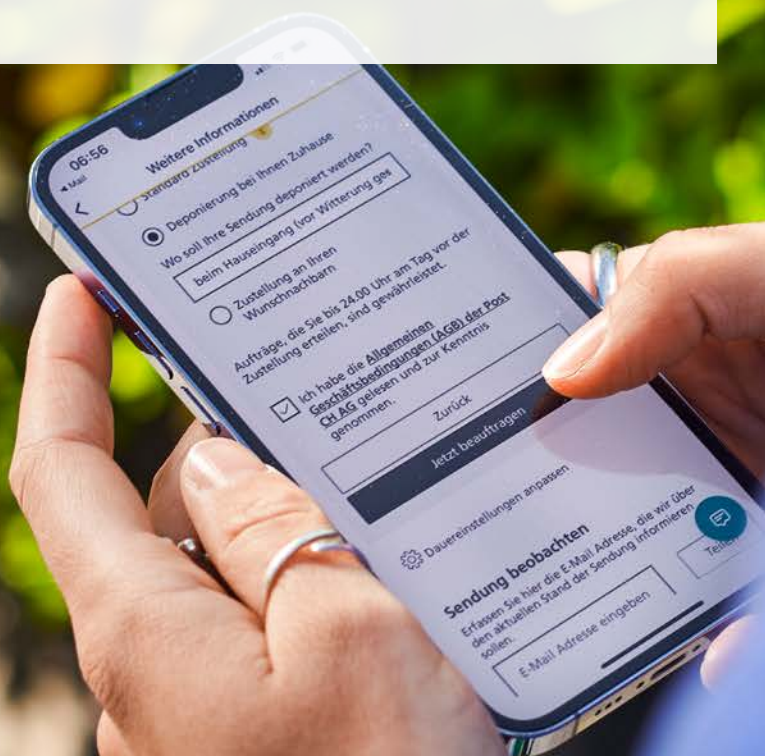 06:56
Mail
Weitere Informationen
Standard Zustellung
Deponierung bei Ihnen Zuhause
Wo soll Ihre Sendung deponiert werden?
beim Hauseingang (vor Witterung ges
Zustellung an Ihren
Wunschnachbarn
Aufträge, die Sie bis 24.00 Uhr am Tag vor der
Zustellung erteilen, sind gewährleistet.
Ich habe die Allgemeinen
Geschäftsbedingungen (AGB) der Post
CH AG gelesen und zur Kenntnis
genommen.
Zurück
Jetzt beauftragen
Dauereinstellungen anpassen
Sendung beobachten
Erfassen Sie hier die E-Mail Adresse, die wir über
den aktuellen Stand der Sendung informieren
sollen.
E-Mail Adresse eingeben